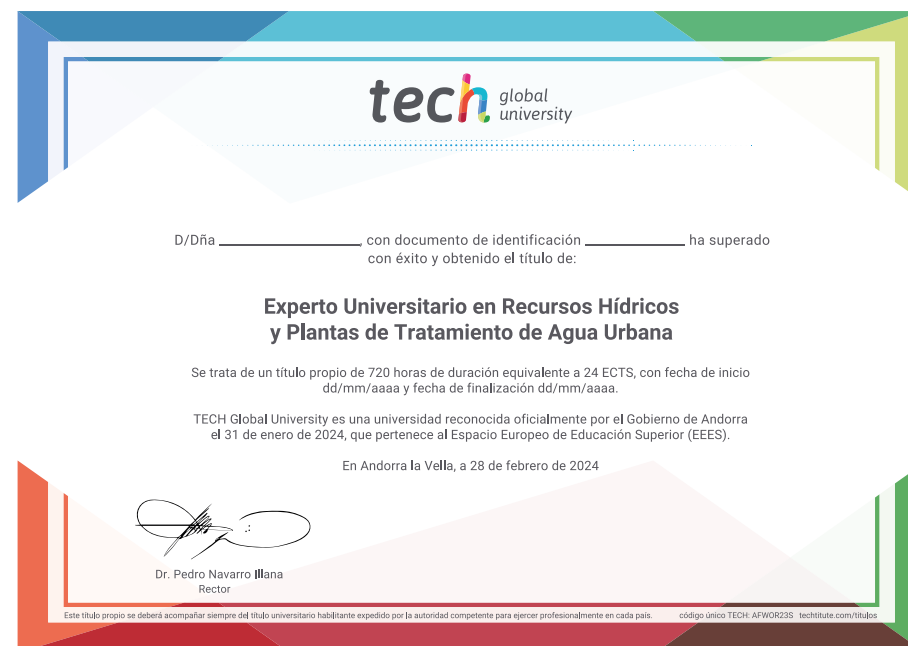 tech global
university
D/Dña ______________, con documento de identificación __________ ha superado
con éxito y obtenido el título de:
Experto Universitario en Recursos Hídricos
y Plantas de Tratamiento de Agua Urbana
Se trata de un título propio de 720 horas de duración equivalente a 24 ECTS, con fecha de inicio
dd/mm/aaaa y fecha de finalización dd/mm/aaaa.
TECH Global University es una universidad reconocida oficialmente por el Gobierno de Andorra
el 31 de enero de 2024, que pertenece al Espacio Europeo de Educación Superior (EEES).
En Andorra la Vella, a 28 de febrero de 2024
Dr. Pedro Navarro Illana
Rector
Este título propio se deberá acompañar siempre del título universitario habilitante expedido por la autoridad competente para ejercer profesionalmente en cada país. código único TECH: AFWOR23S techtitute.com/titulos